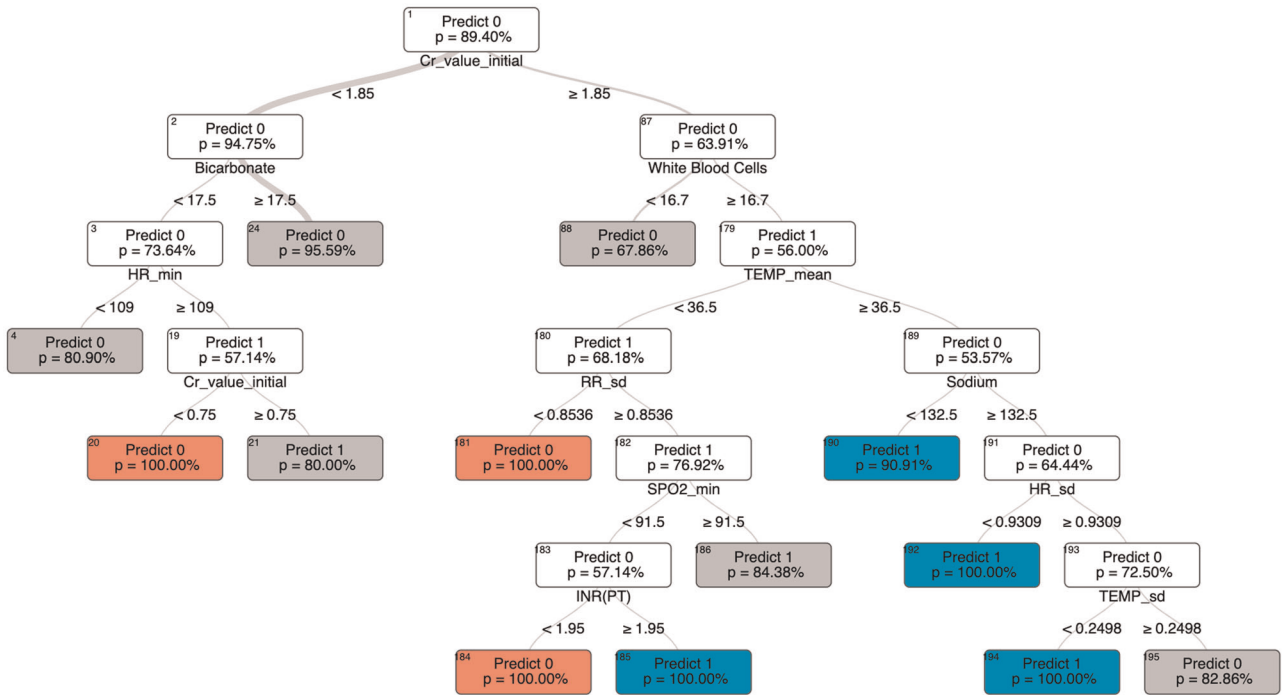 1
Predict 0
p = 89.40%
Cr_value_initial
< 1.85
≥ 1.85
2
Predict 0
p = 94.75%
Bicarbonate
87
Predict 0
p = 63.91%
White Blood Cells
< 17.5
≥ 17.5
< 16.7
≥ 16.7
3
Predict 0
p = 73.64%
HR_min
24
Predict 0
p = 95.59%
88
Predict 0
p = 67.86%
179
Predict 1
p = 56.00%
TEMP_mean
< 109
≥ 109
< 36.5
≥ 36.5
4
Predict 0
p = 80.90%
19
Predict 1
p = 57.14%
Cr_value_initial
180
Predict 1
p = 68.18%
RR_sd
189
Predict 0
p = 53.57%
Sodium
< 0.75
≥ 0.75
< 0.8536
≥ 0.8536
< 132.5
≥ 132.5
20
Predict 0
p = 100.00%
21
Predict 1
p = 80.00%
181
Predict 0
p = 100.00%
182
Predict 1
p = 76.92%
SPO2_min
190
Predict 1
p = 90.91%
191
Predict 0
p = 64.44%
HR_sd
< 91.5
≥ 91.5
< 0.9309
≥ 0.9309
183
Predict 0
p = 57.14%
INR(PT)
186
Predict 1
p = 84.38%
192
Predict 1
p = 100.00%
193
Predict 0
p = 72.50%
TEMP_sd
< 1.95
≥ 1.95
< 0.2498
≥ 0.2498
184
Predict 0
p = 100.00%
185
Predict 1
p = 100.00%
194
Predict 1
p = 100.00%
195
Predict 0
p = 82.86%